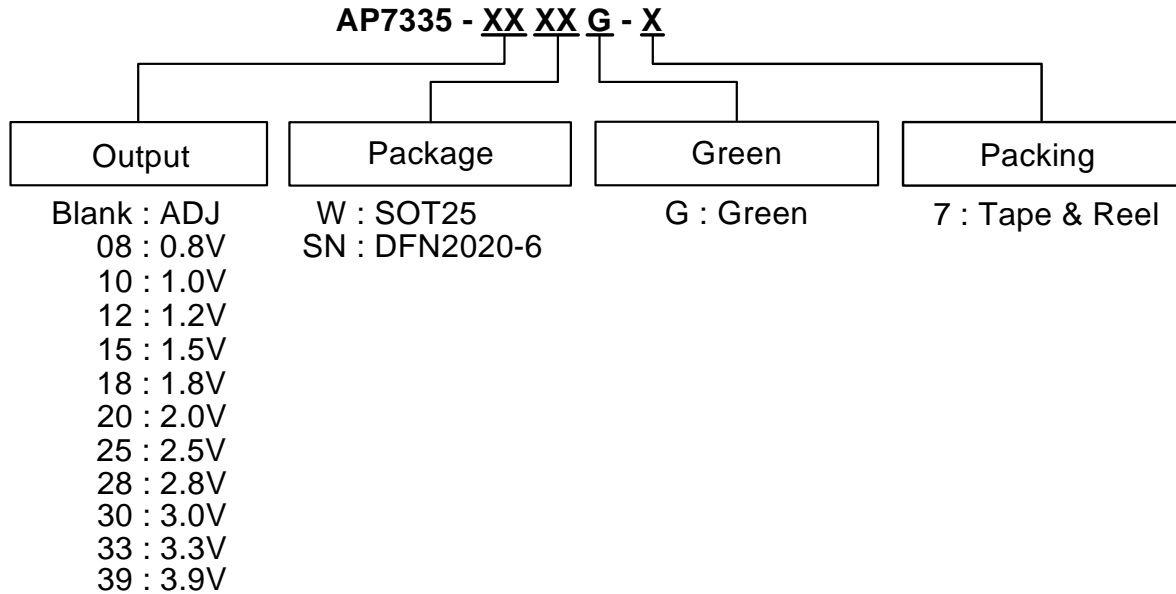 AP7335 - XX XX G - X
Output
Package
Green
Packing
Blank : ADJ
08 : 0.8V
10 : 1.0V
12 : 1.2V
15 : 1.5V
18 : 1.8V
20 : 2.0V
25 : 2.5V
28 : 2.8V
30 : 3.0V
33 : 3.3V
39 : 3.9V
W : SOT25
SN : DFN2020-6
G : Green
7 : Tape & Reel